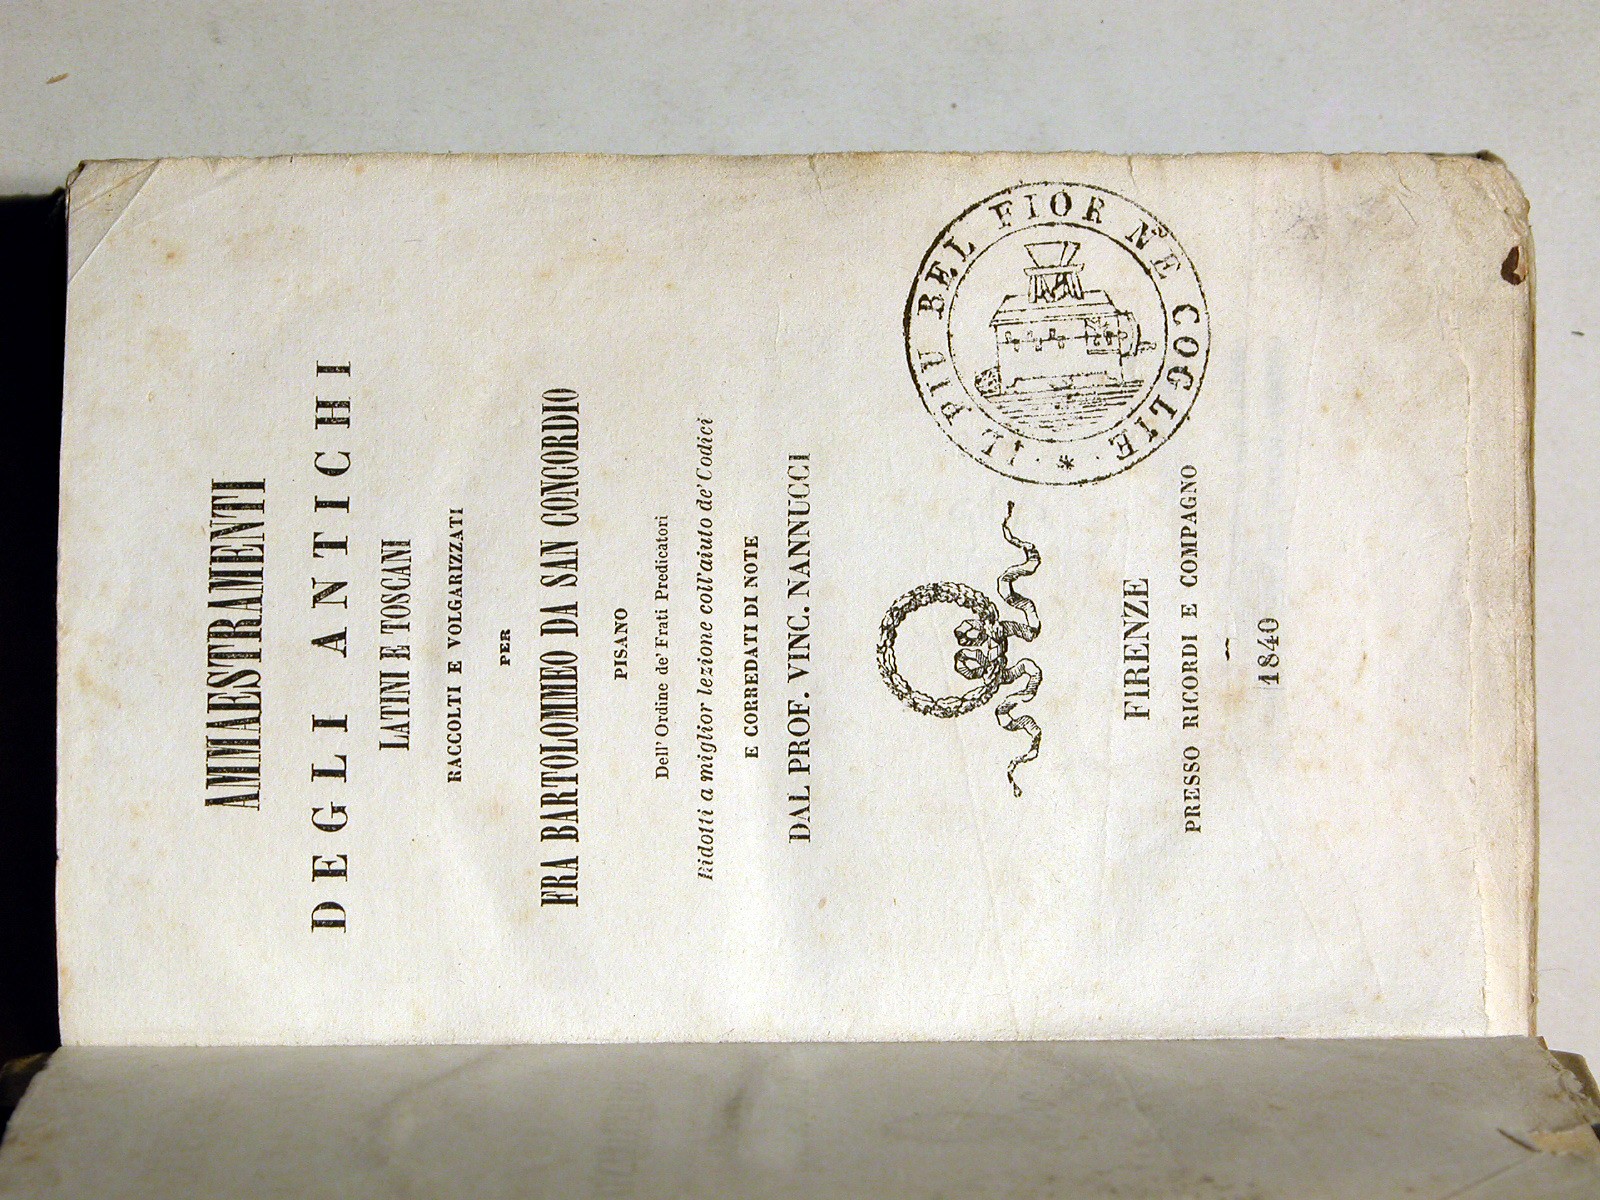 AMMAESTRAMENTI
DEGLI ANTICHI
LATINI E TOSCANI
RACCOLTI E VOLGARIZZATI
PER
FRA BARTOLOMMEO DA SAN CONCORDIO
PISANO
Dell' Ordine de' Frati Predicatori
Ridotti a miglior lezione coll' aiuto de' Codici
E CORREDATI DI NOTE
DAL PROF. VINC. NANNUCCI
IL PIU BEL FIOR NE COGLIE
FIRENZE
PRESSO RICORDI E COMPAGNO
1840